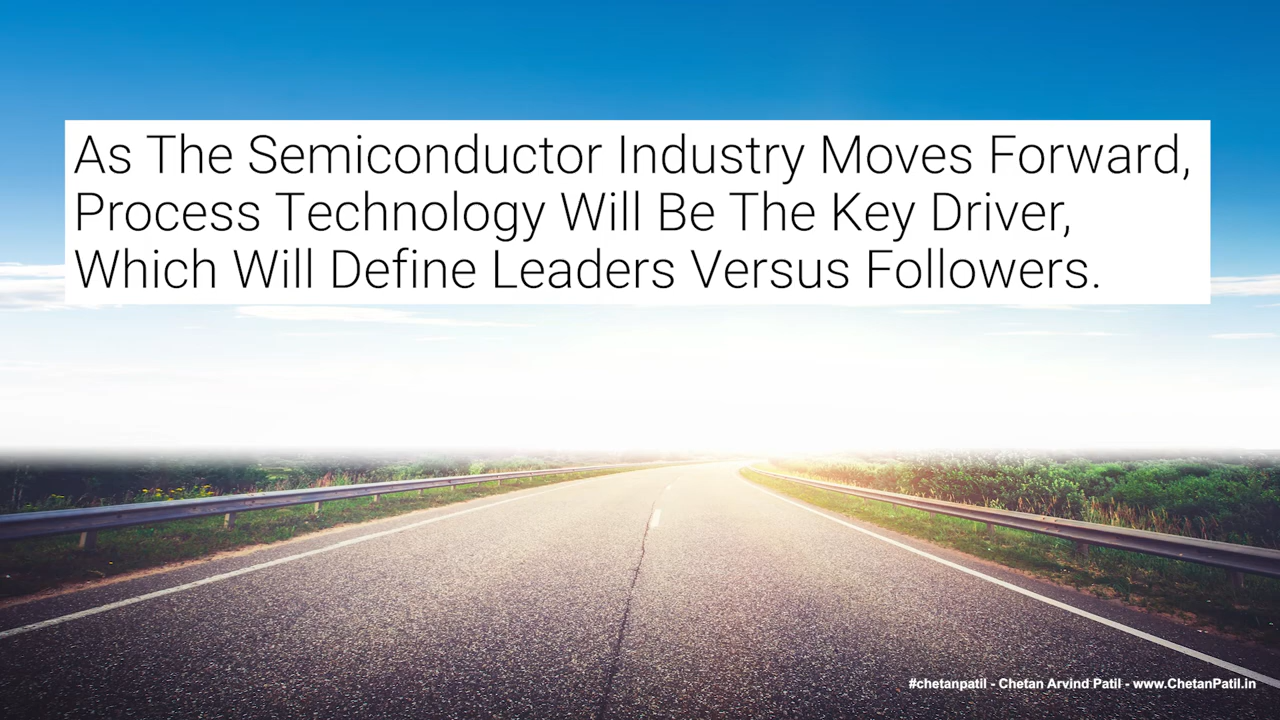 As The Semiconductor Industry Moves Forward,
Process Technology Will Be The Key Driver,
Which Will Define Leaders Versus Followers.
#chetanpatil - Chetan Arvind Patil - www.ChetanPatil.in